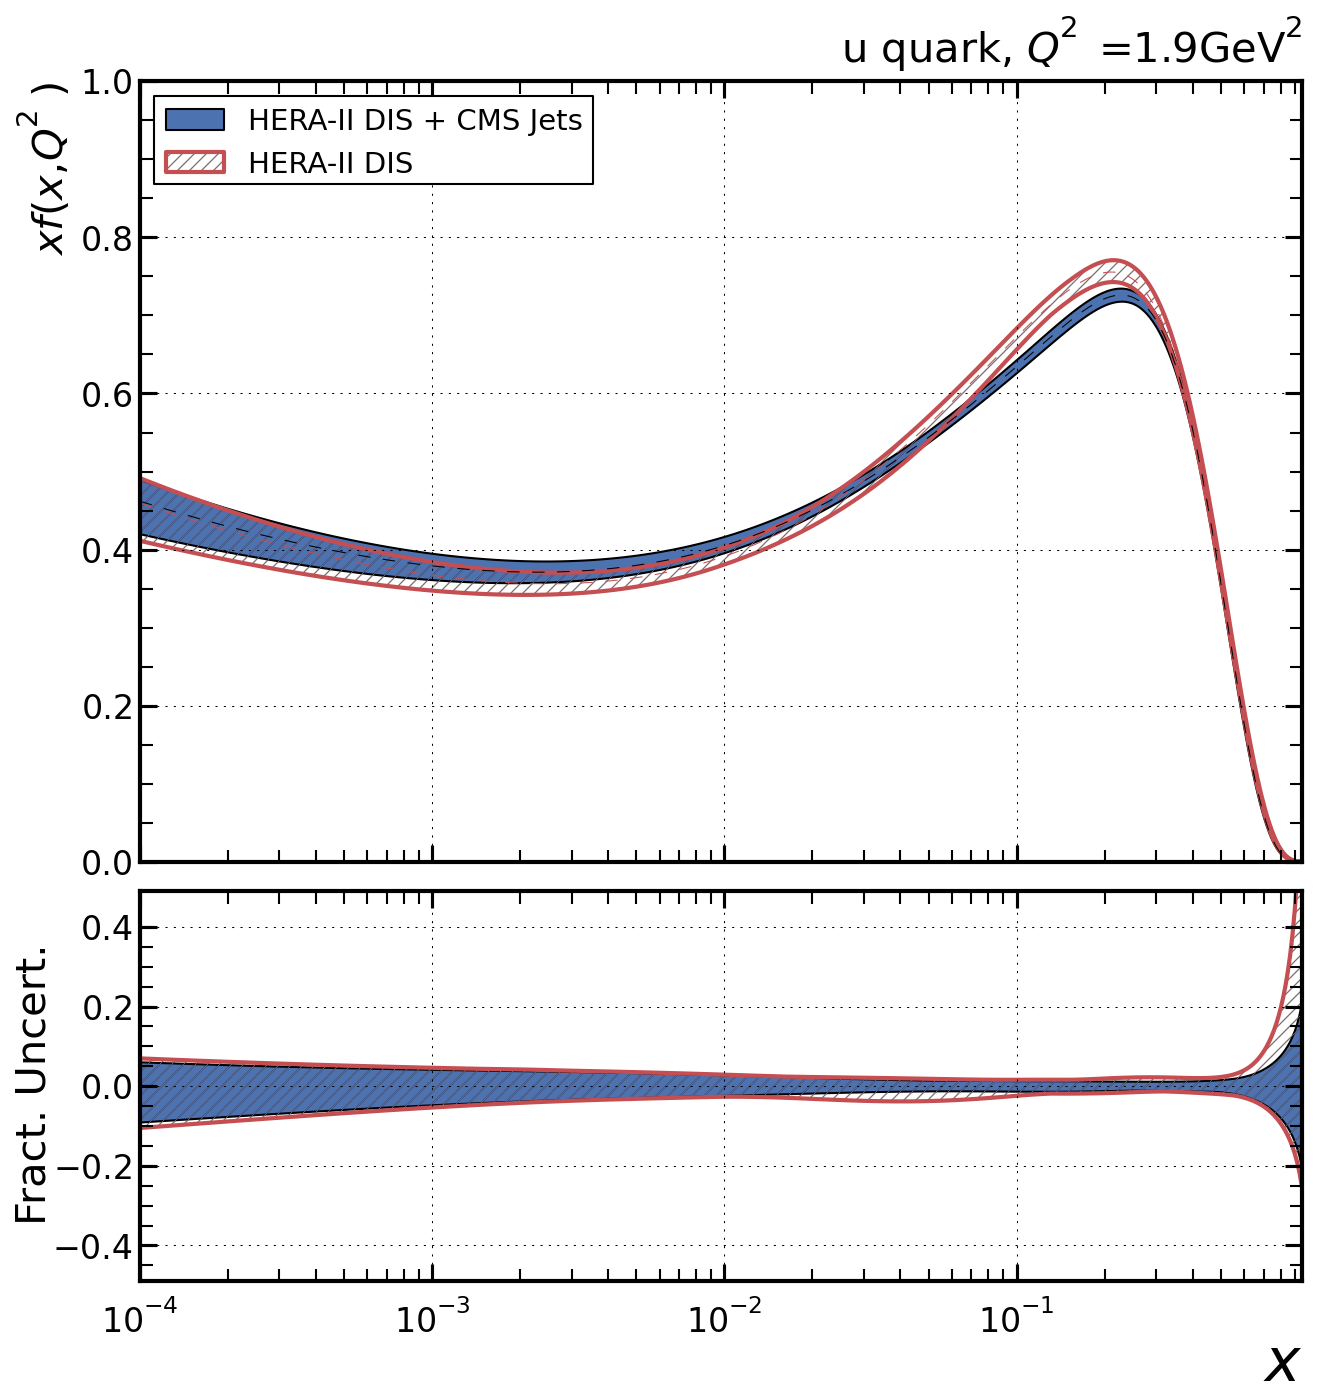 u quark, Q² =1.9GeV²
xf(x,Q²)
1.0
0.8
0.6
0.4
0.2
0.0
HERA-II DIS + CMS Jets
HERA-II DIS
Fract. Uncert.
0.4
0.2
0.0
−0.2
−0.4
10⁻⁴ 10⁻³ 10⁻² 10⁻¹
x